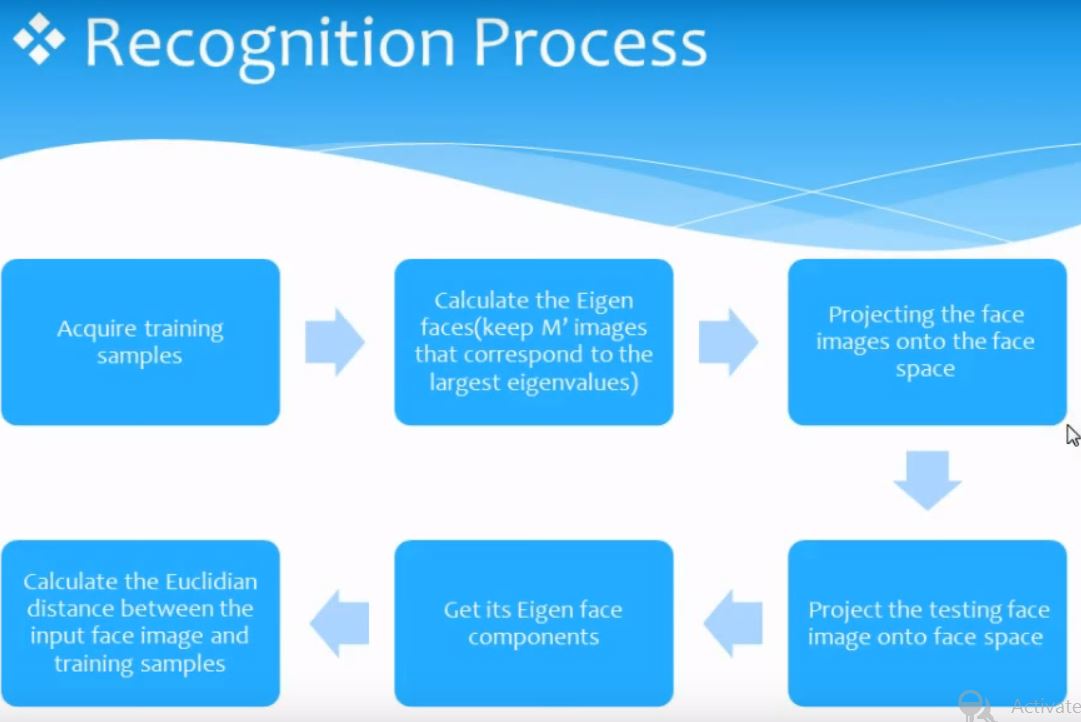 Recognition Process
Acquire training
samples
Calculate the Eigen
faces(keep M’ images
that correspond to the
largest eigenvalues)
Projecting the face
images onto the face
space
Project the testing face
image onto face space
Get its Eigen face
components
Calculate the Euclidian
distance between the
input face image and
training samples
Activate